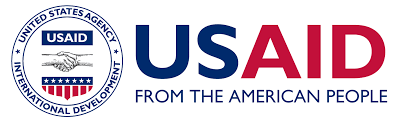 UNITED STATES AGENCY
USAID
INTERNATIONAL DEVELOPMENT
USAID
FROM THE AMERICAN PEOPLE